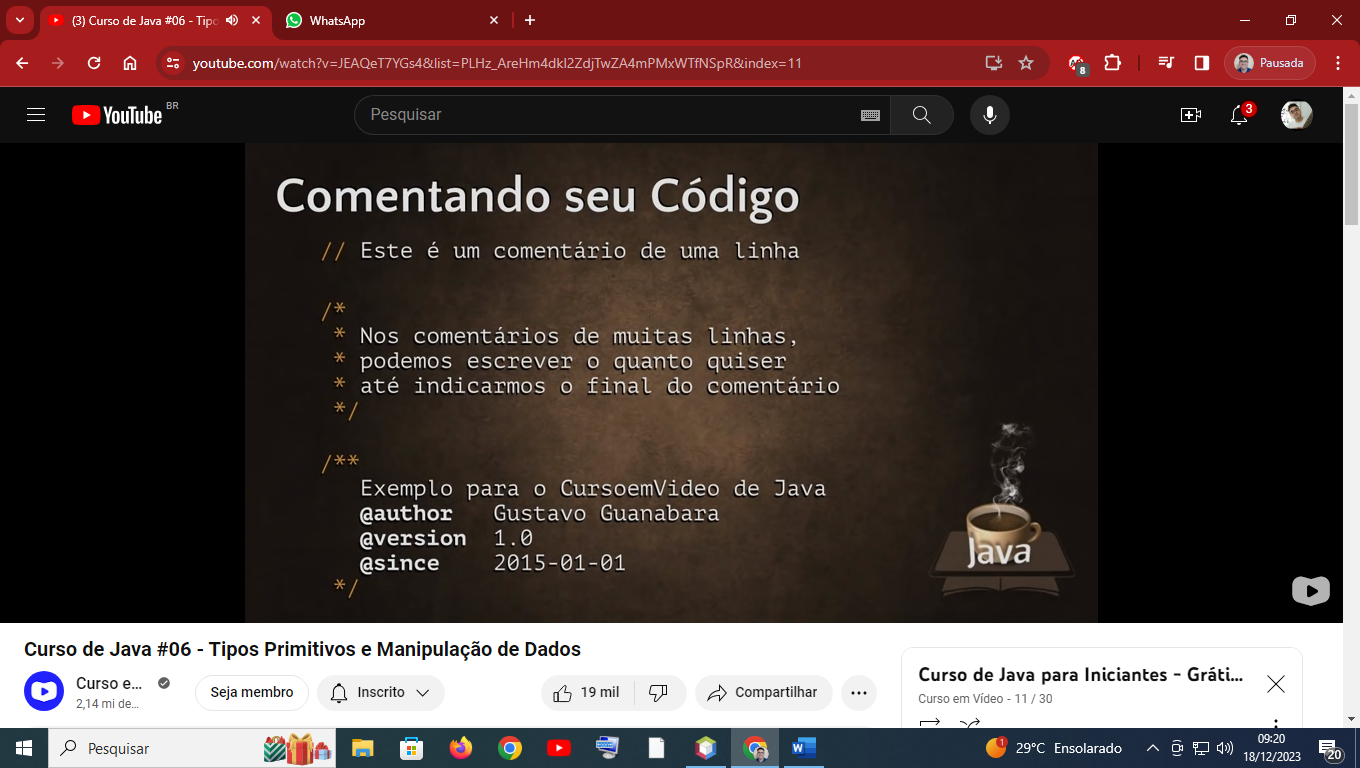 (3) Curso de Java #06 - Tipo
WhatsApp
youtube.com/watch?v=JEAQeT7YGs4&list=PLHz_AreHm4dkI2ZdjTwZA4mPMxWTfNSpR&index=11
8
Pausada
YouTube BR
Pesquisar
3
Comentando seu Código
// Este é um comentário de uma linha
/*
* Nos comentários de muitas linhas,
* podemos escrever o quanto quiser
* até indicarmos o final do comentário
*/
/**
Exemplo para o CursoemVideo de Java
@author Gustavo Guanabara
@version 1.0
@since 2015-01-01
*/
Java
Curso de Java #06 - Tipos Primitivos e Manipulação de Dados
Curso e...
2,14 mi de...
Seja membro
Inscrito
19 mil
Compartilhar
Curso de Java para Iniciantes - Gráti...
Curso em Vídeo - 11 / 30
Pesquisar
1
29°C Ensolarado
09:20
18/12/2023
20